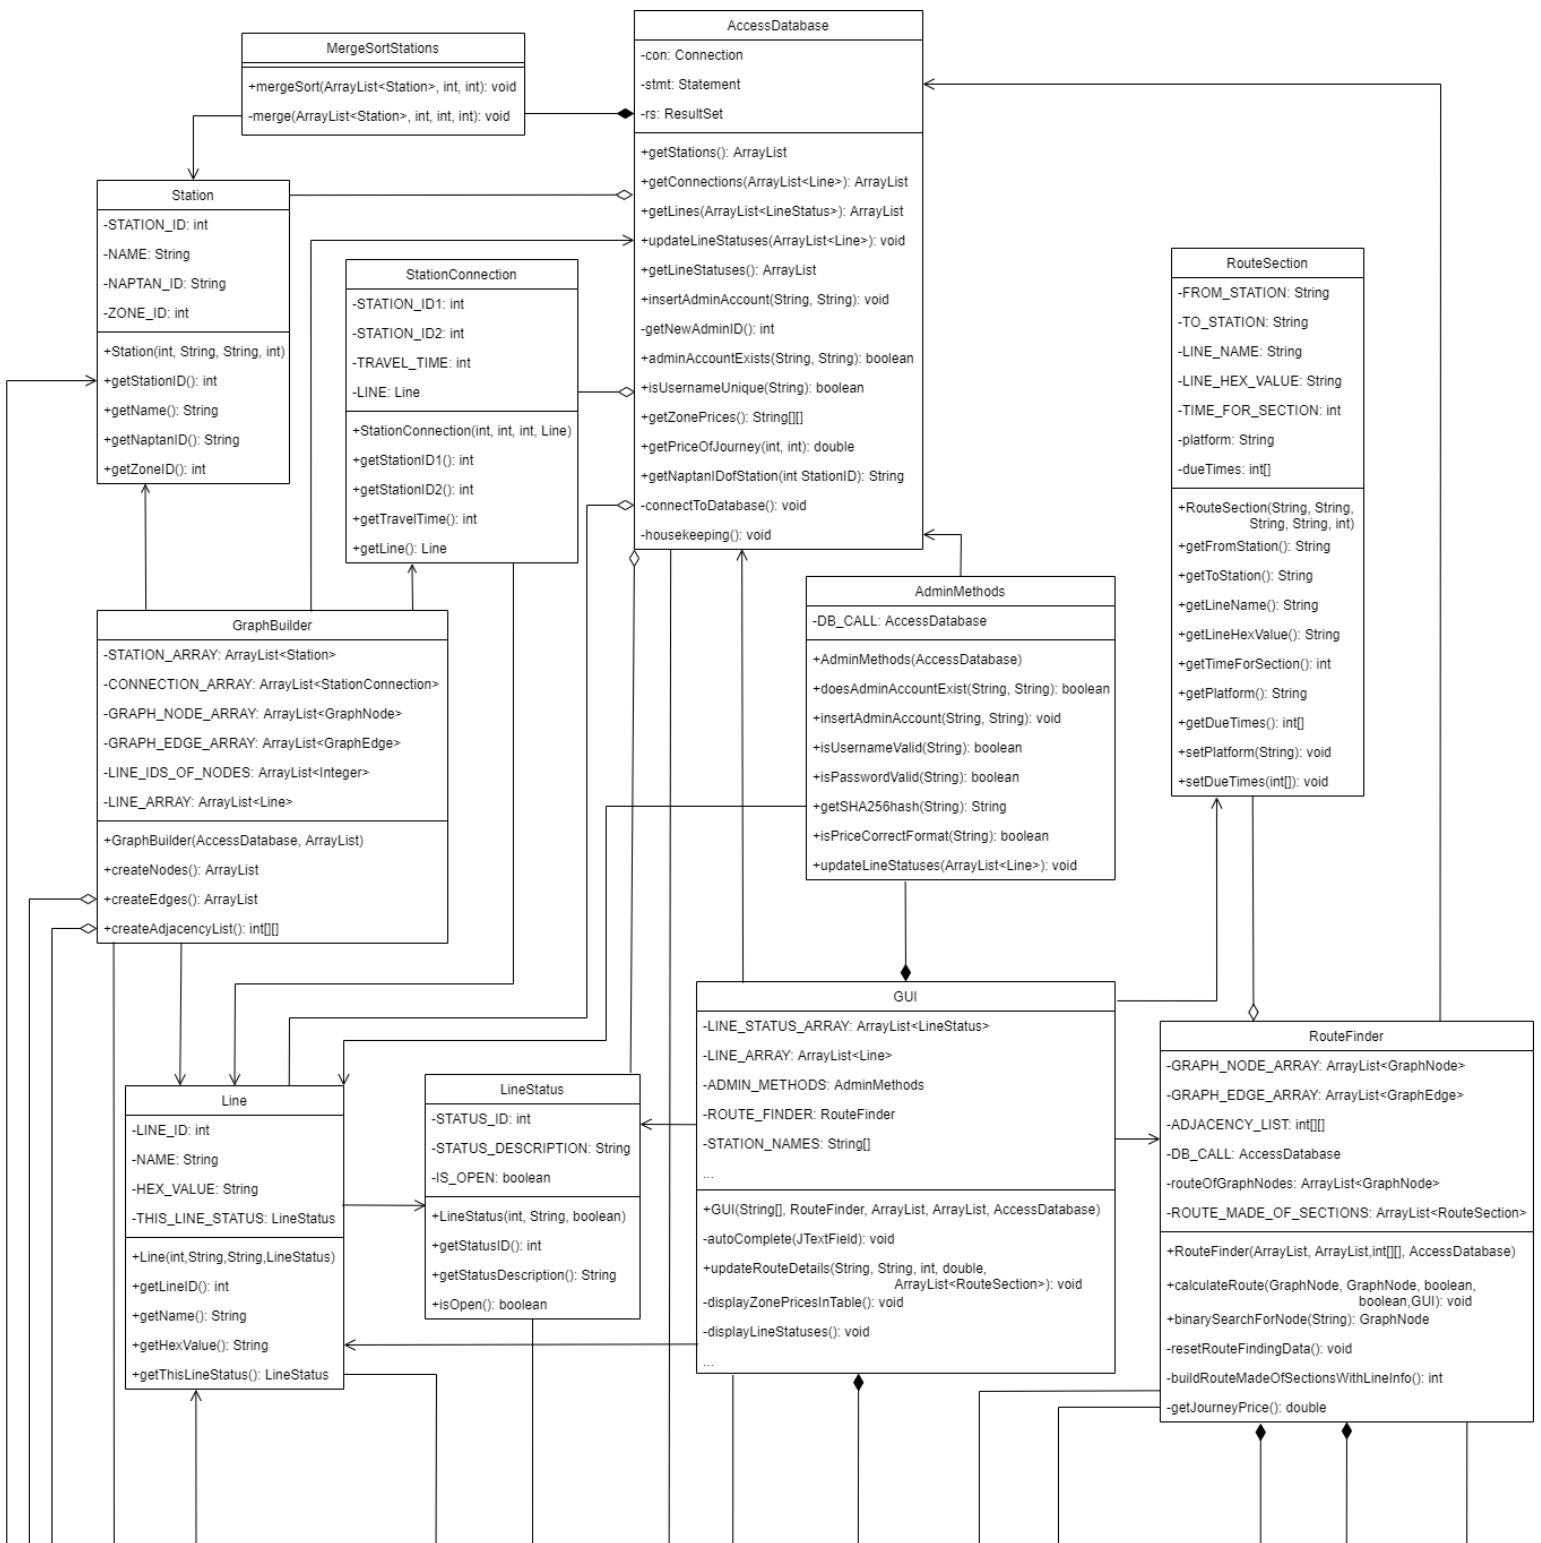 MergeSortStations
+mergeSort(ArrayList<Station>, int, int): void
-merge(ArrayList<Station>, int, int, int): void
AccessDatabase
-con: Connection
-stmt: Statement
-rs: ResultSet
+getStations(): ArrayList
+getConnections(ArrayList<Line>): ArrayList
+getLines(ArrayList<LineStatus>): ArrayList
+updateLineStatuses(ArrayList<Line>): void
+getLineStatuses(): ArrayList
+insertAdminAccount(String, String): void
-getNewAdminID(): int
+adminAccountExists(String, String): boolean
+isUsernameUnique(String): boolean
+getZonePrices(): String[][]
+getPriceOfJourney(int, int): double
+getNaptanIDofStation(int StationID): String
-connectToDatabase(): void
-housekeeping(): void
Station
-STATION_ID: int
-NAME: String
-NAPTAN_ID: String
-ZONE_ID: int
+Station(int, String, String, int)
+getStationID(): int
+getName(): String
+getNaptanID(): String
+getZoneID(): int
StationConnection
-STATION_ID1: int
-STATION_ID2: int
-TRAVEL_TIME: int
-LINE: Line
+StationConnection(int, int, int, Line)
+getStationID1(): int
+getStationID2(): int
+getTravelTime(): int
+getLine(): Line
RouteSection
-FROM_STATION: String
-TO_STATION: String
-LINE_NAME: String
-LINE_HEX_VALUE: String
-TIME_FOR_SECTION: int
-platform: String
-dueTimes: int[]
+RouteSection(String, String,
String, String, int)
+getFromStation(): String
+getToStation(): String
+getLineName(): String
+getLineHexValue(): String
+getTimeForSection(): int
+getPlatform(): String
+getDueTimes(): int[]
+setPlatform(String): void
+setDueTimes(int[]): void
GraphBuilder
-STATION_ARRAY: ArrayList<Station>
-CONNECTION_ARRAY: ArrayList<StationConnection>
-GRAPH_NODE_ARRAY: ArrayList<GraphNode>
-GRAPH_EDGE_ARRAY: ArrayList<GraphEdge>
-LINE_IDS_OF_NODES: ArrayList<Integer>
-LINE_ARRAY: ArrayList<Line>
+GraphBuilder(AccessDatabase, ArrayList)
+createNodes(): ArrayList
+createEdges(): ArrayList
+createAdjacencyList(): int[][]
AdminMethods
-DB_CALL: AccessDatabase
+AdminMethods(AccessDatabase)
+doesAdminAccountExist(String, String): boolean
+insertAdminAccount(String, String): void
+isUsernameValid(String): boolean
+isPasswordValid(String): boolean
+getSHA256hash(String): String
+isPriceCorrectFormat(String): boolean
+updateLineStatuses(ArrayList<Line>): void
Line
-LINE_ID: int
-NAME: String
-HEX_VALUE: String
-THIS_LINE_STATUS: LineStatus
+Line(int,String,String,LineStatus)
+getLineID(): int
+getName(): String
+getHexValue(): String
+getThisLineStatus(): LineStatus
LineStatus
-STATUS_ID: int
-STATUS_DESCRIPTION: String
-IS_OPEN: boolean
+LineStatus(int, String, boolean)
+getStatusID(): int
+getStatusDescription(): String
+isOpen(): boolean
GUI
-LINE_STATUS_ARRAY: ArrayList<LineStatus>
-LINE_ARRAY: ArrayList<Line>
-ADMIN_METHODS: AdminMethods
-ROUTE_FINDER: RouteFinder
-STATION_NAMES: String[]
...
+GUI(String[], RouteFinder, ArrayList, ArrayList, AccessDatabase)
-autoComplete(JTextField): void
+updateRouteDetails(String, String, int, double,
ArrayList<RouteSection>): void
-displayZonePricesInTable(): void
-displayLineStatuses(): void
...
RouteFinder
-GRAPH_NODE_ARRAY: ArrayList<GraphNode>
-GRAPH_EDGE_ARRAY: ArrayList<GraphEdge>
-ADJACENCY_LIST: int[][]
-DB_CALL: AccessDatabase
-routeOfGraphNodes: ArrayList<GraphNode>
-ROUTE_MADE_OF_SECTIONS: ArrayList<RouteSection>
+RouteFinder(ArrayList, ArrayList,int[][], AccessDatabase)
+calculateRoute(GraphNode, GraphNode, boolean,
boolean,GUI): void
+binarySearchForNode(String): GraphNode
-resetRouteFindingData(): void
-buildRouteMadeOfSectionsWithLineInfo(): int
-getJourneyPrice(): double